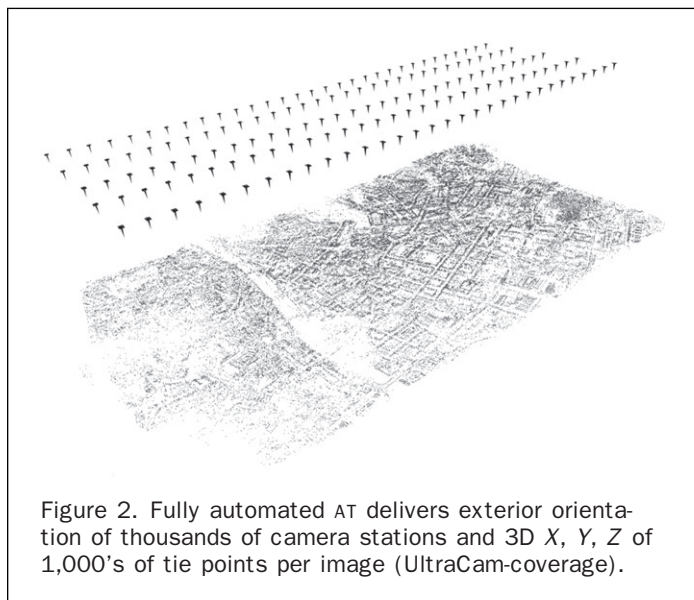 Figure 2. Fully automated AT delivers exterior orienta-
tion of thousands of camera stations and 3D X, Y, Z of
1,000's of tie points per image (UltraCam-coverage).